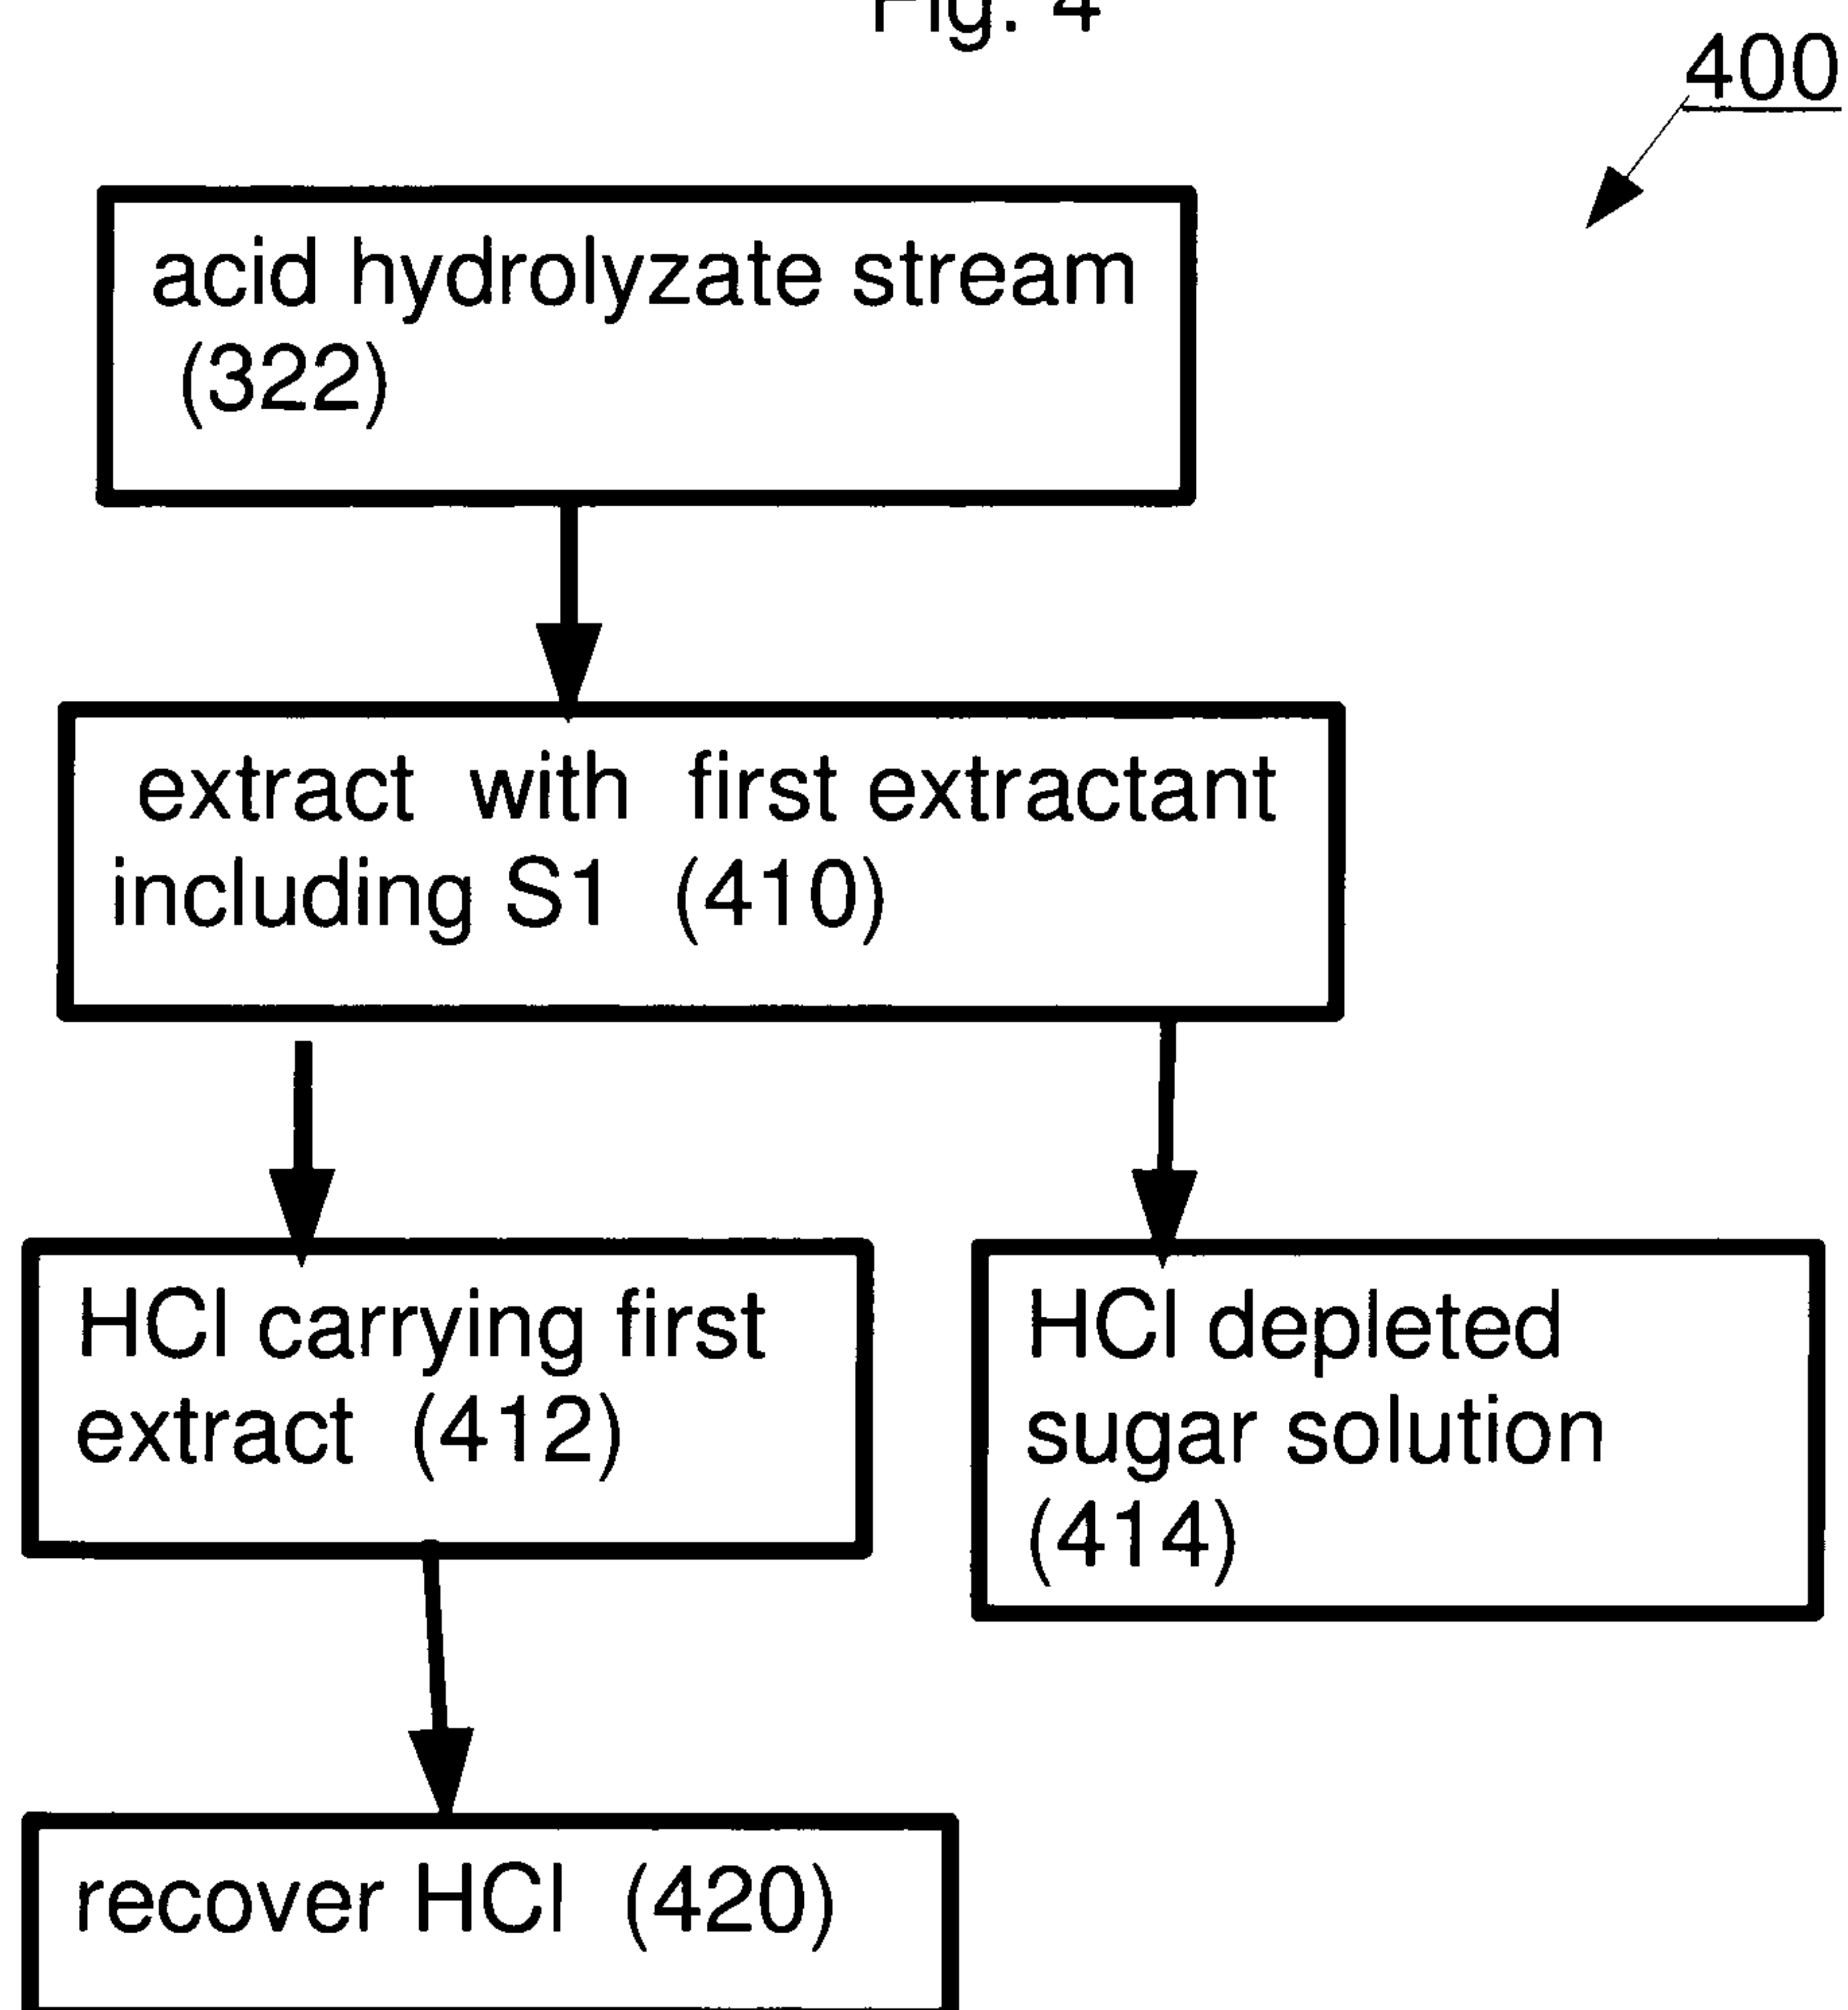 Fig. 4
400
acid hydrolyzate stream
(322)
extract with first extractant
including S1 (410)
HCl carrying first
extract (412)
HCl depleted
sugar solution
(414)
recover HCl (420)